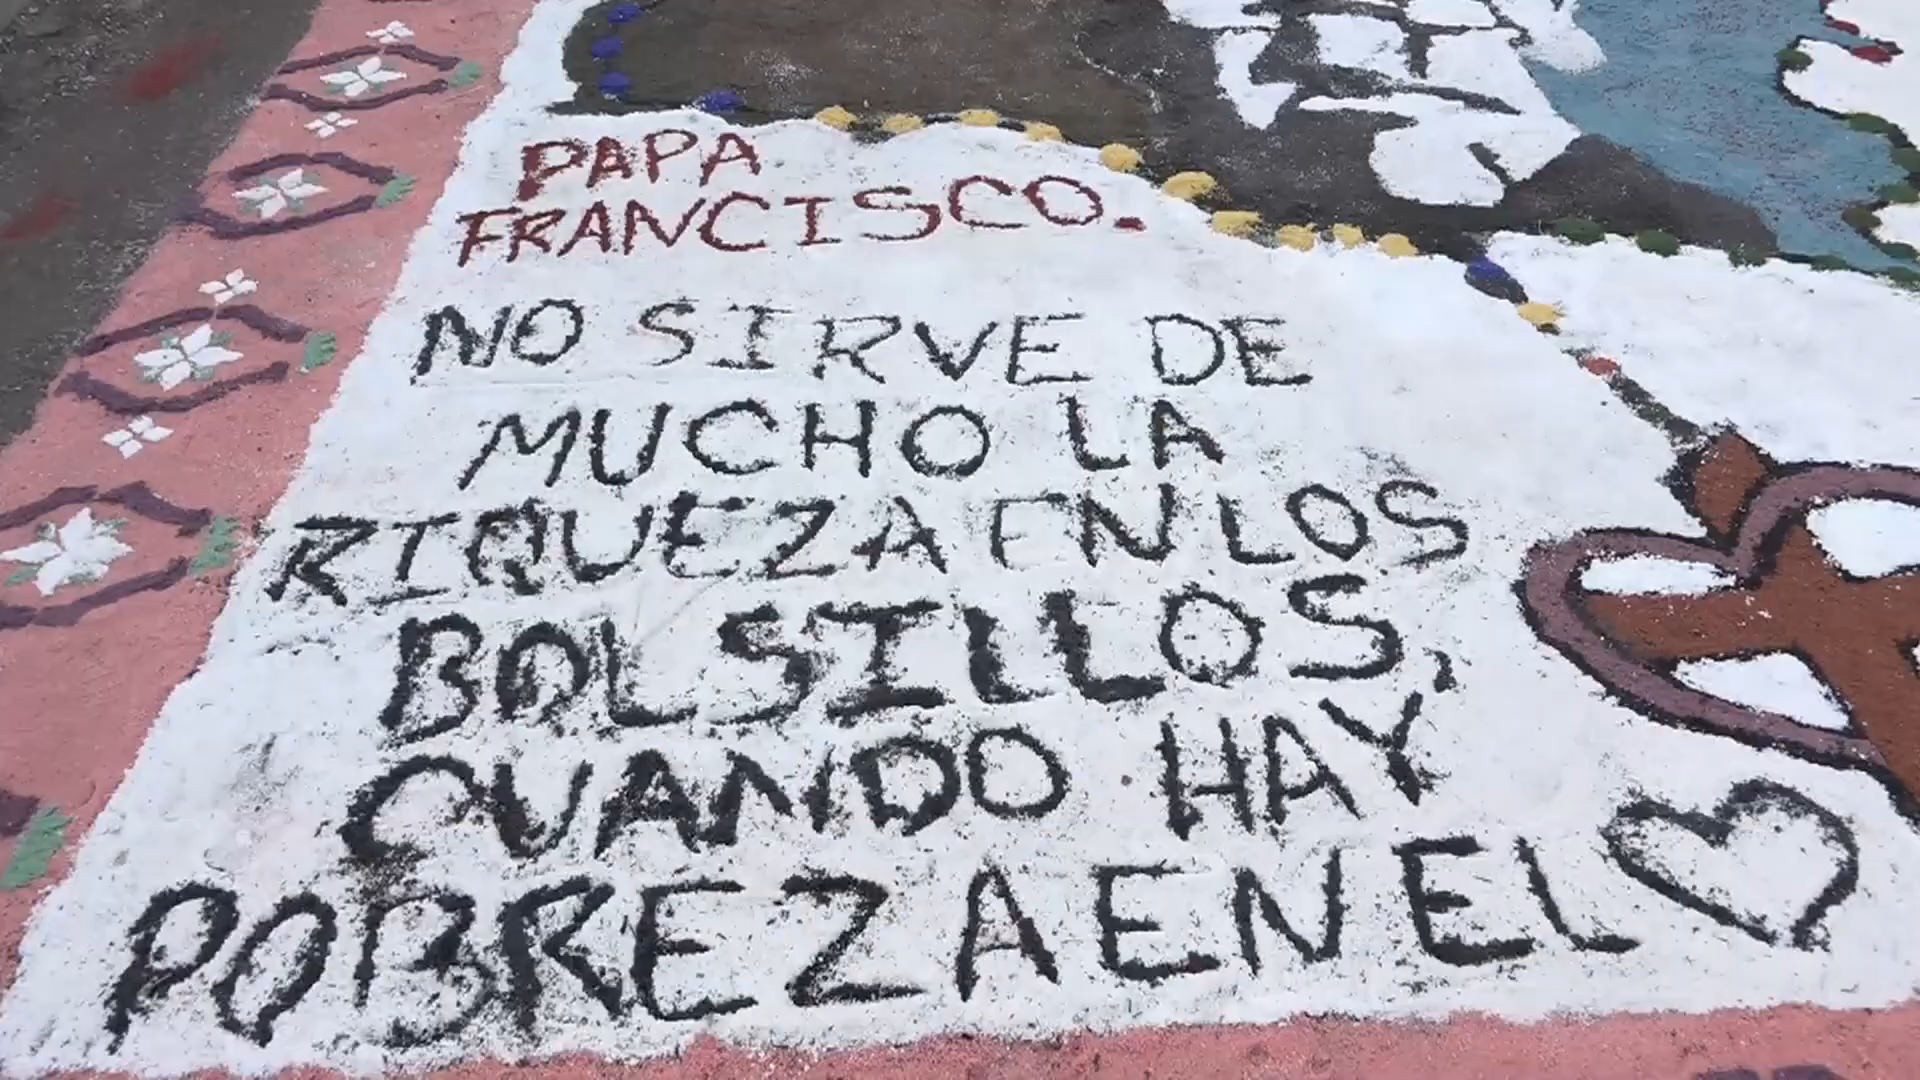 PAPA
FRANCISCO.
NO SIRVE DE
MUCHO LA
RIQUEZA EN LOS
BOLSILLOS,
CUANDO HAY
POBREZA EN EL